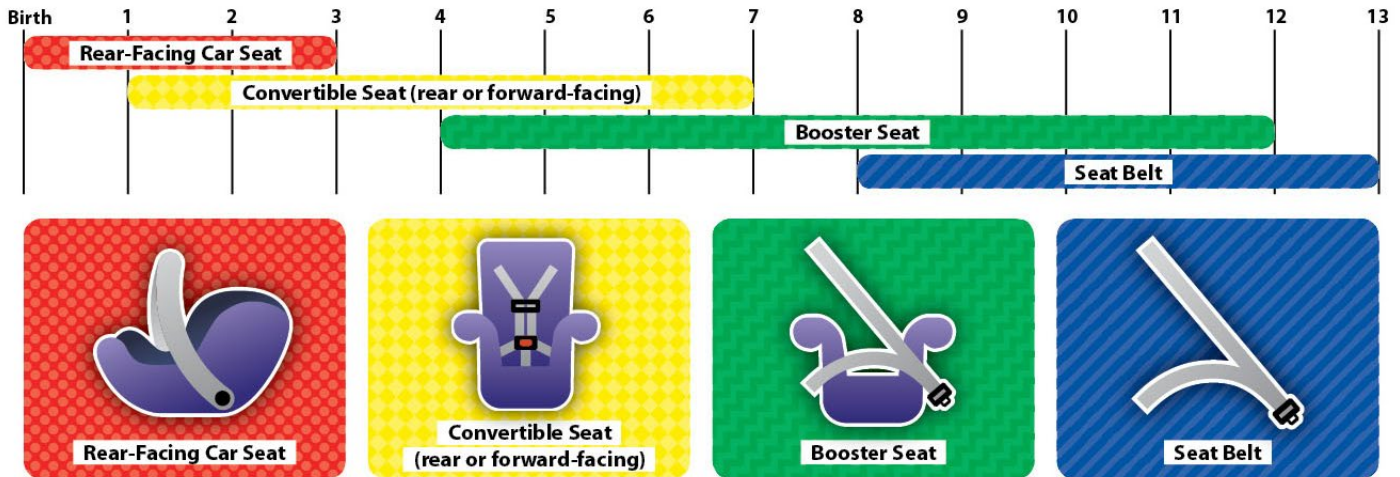 Birth 1 2 3 4 5 6 7 8 9 10 11 12 13
Rear-Facing Car Seat
Convertible Seat (rear or forward-facing)
Booster Seat
Seat Belt
Rear-Facing Car Seat
Convertible Seat
(rear or forward-facing)
Booster Seat
Seat Belt